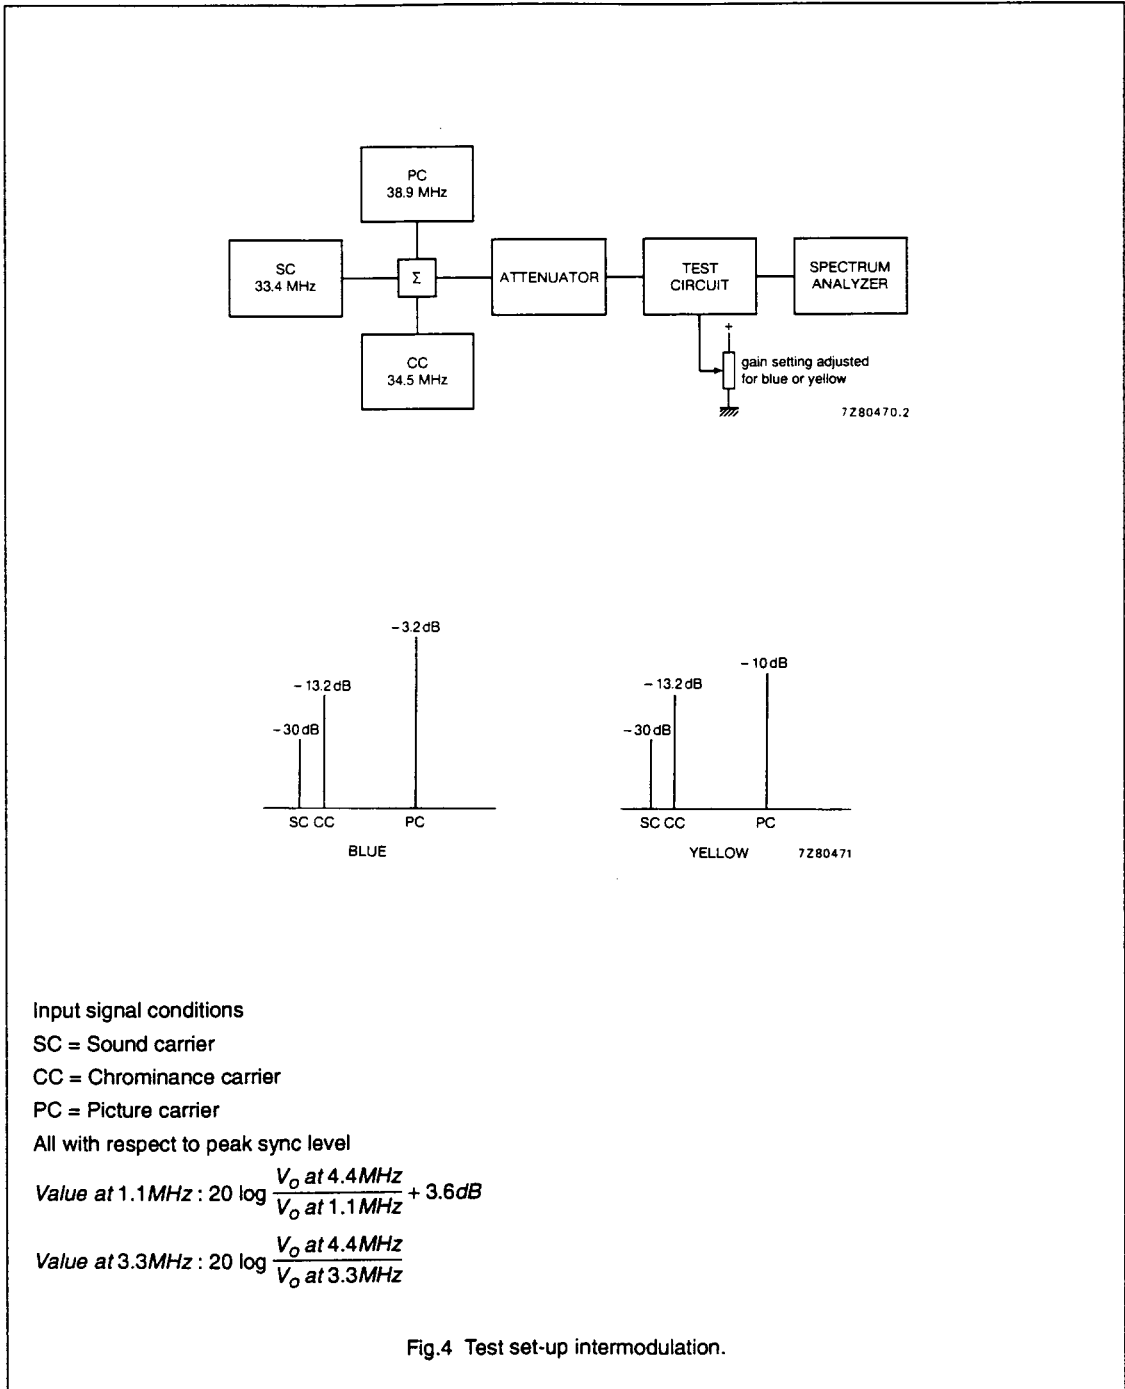 PC
38.9 MHz
SC
33.4 MHz
Σ
ATTENUATOR
TEST
CIRCUIT
SPECTRUM
ANALYZER
CC
34.5 MHz
+
gain setting adjusted
for blue or yellow
7Z80470.2
−3.2dB
−13.2dB
−30dB
SC CC PC
BLUE
−10dB
−13.2dB
−30dB
SC CC PC
YELLOW
7Z80471
Input signal conditions
SC = Sound carrier
CC = Chrominance carrier
PC = Picture carrier
All with respect to peak sync level
Value at 1.1MHz : 20 log V_o at 4.4MHz / V_o at 1.1MHz + 3.6dB
Value at 3.3MHz : 20 log V_o at 4.4MHz / V_o at 3.3MHz
Fig.4 Test set-up intermodulation.